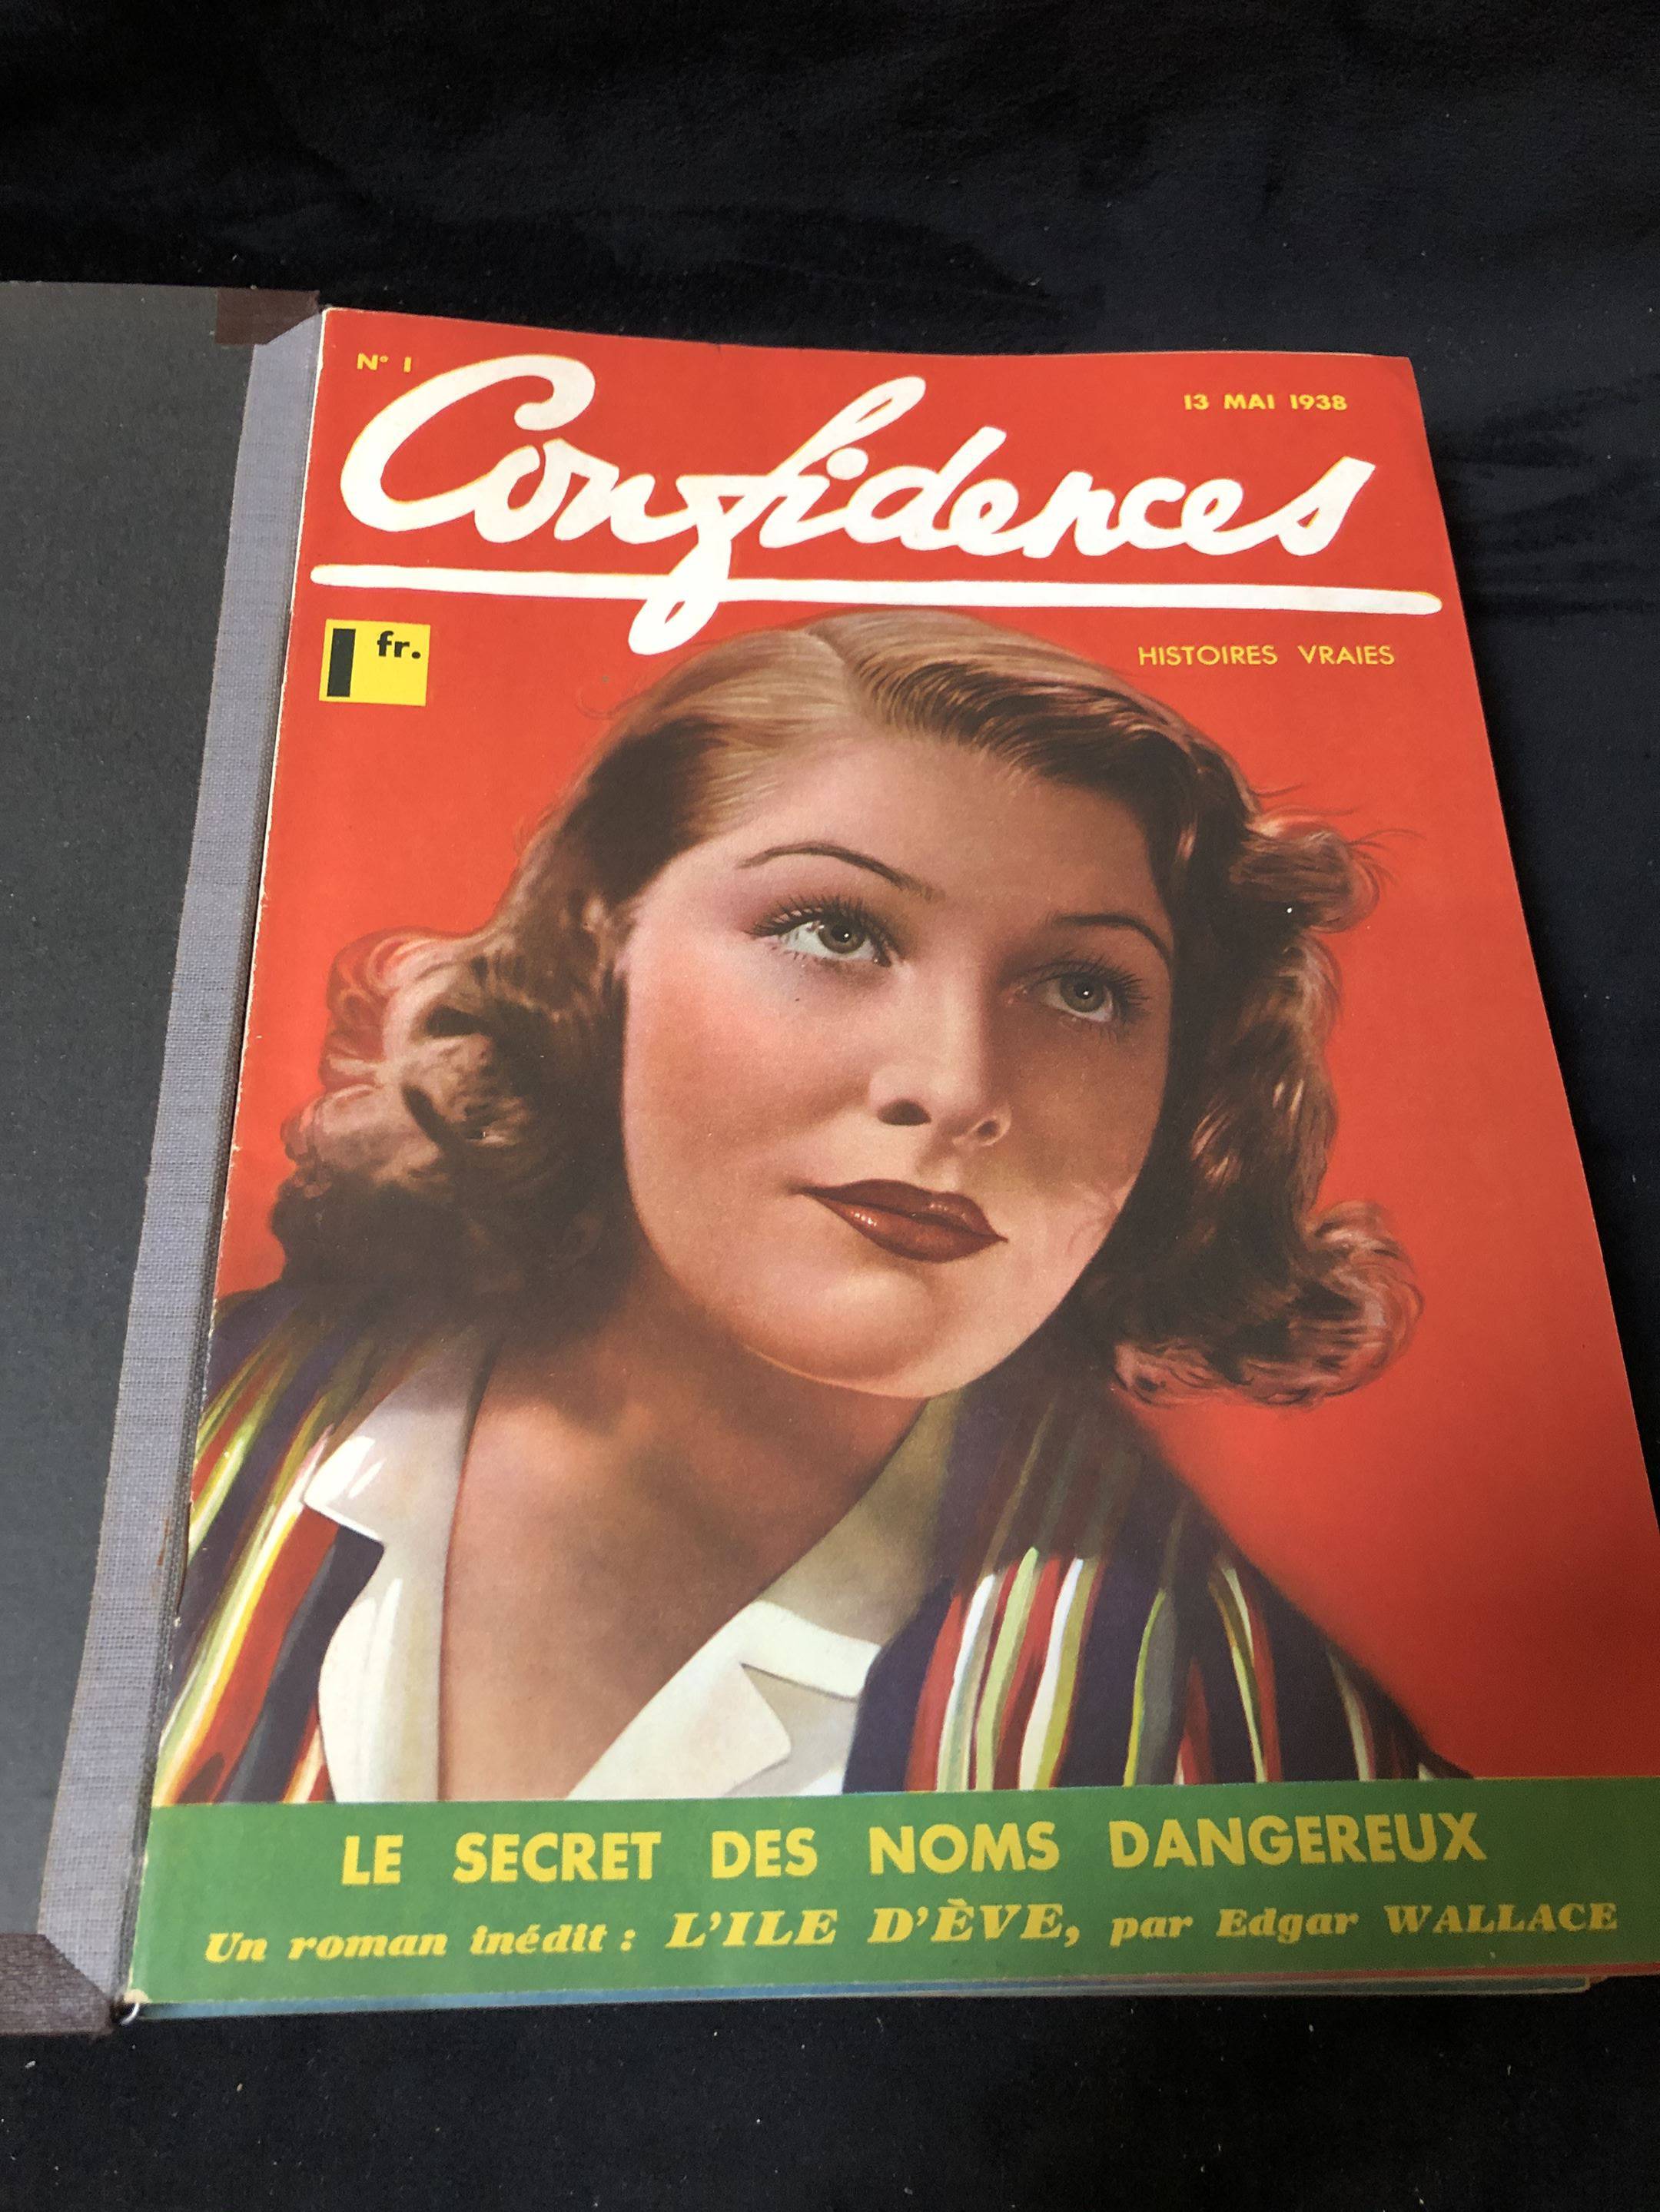 N° 1
13 MAI 1938
Confidences
1 fr.
HISTOIRES VRAIES
LE SECRET DES NOMS DANGEREUX
Un roman inédit : L'ILE D'ÈVE, par Edgar WALLACE